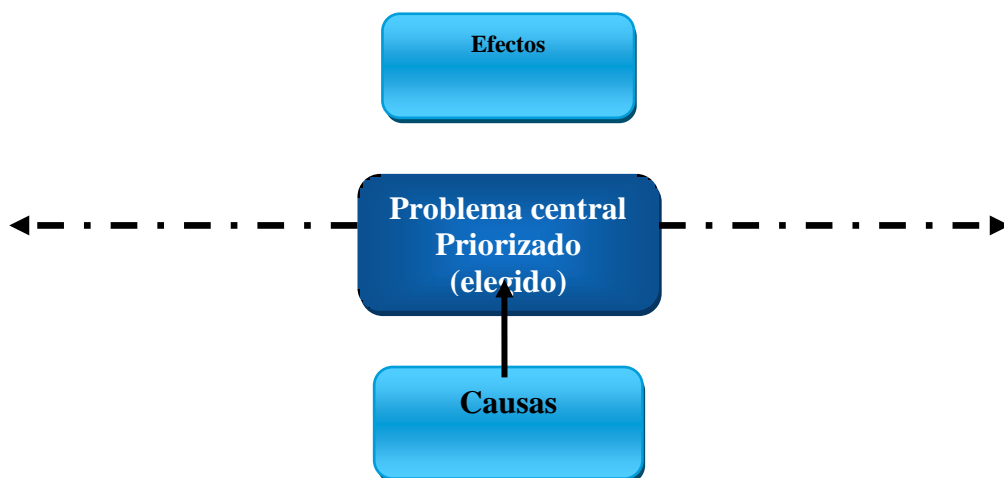 Efectos
Problema central
Priorizado
(elegido)
Causas